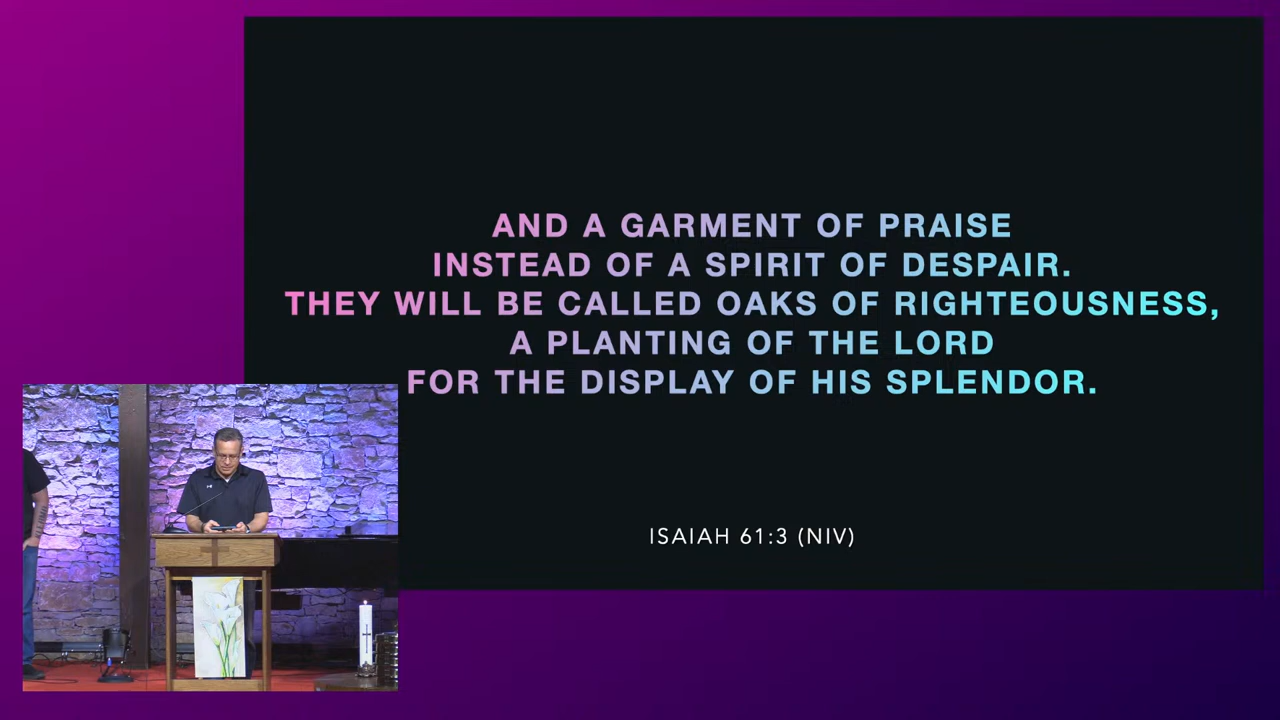 AND A GARMENT OF PRAISE
INSTEAD OF A SPIRIT OF DESPAIR.
THEY WILL BE CALLED OAKS OF RIGHTEOUSNESS,
A PLANTING OF THE LORD
FOR THE DISPLAY OF HIS SPLENDOR.
ISAIAH 61:3 (NIV)